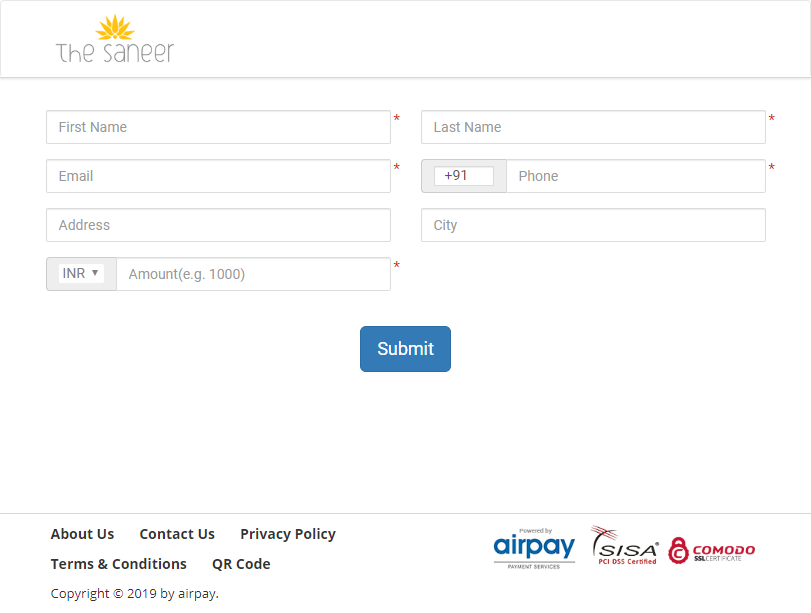 The Saneer
First Name * Last Name *
Email * +91 Phone *
Address City
INR ▼ Amount(e.g. 1000) *
Submit
About Us Contact Us Privacy Policy
Terms & Conditions QR Code
Copyright © 2019 by airpay.
Powered by
airpay
PAYMENT SERVICES
SISA®
PCI DSS Certified
COMODO
SSL CERTIFICATE